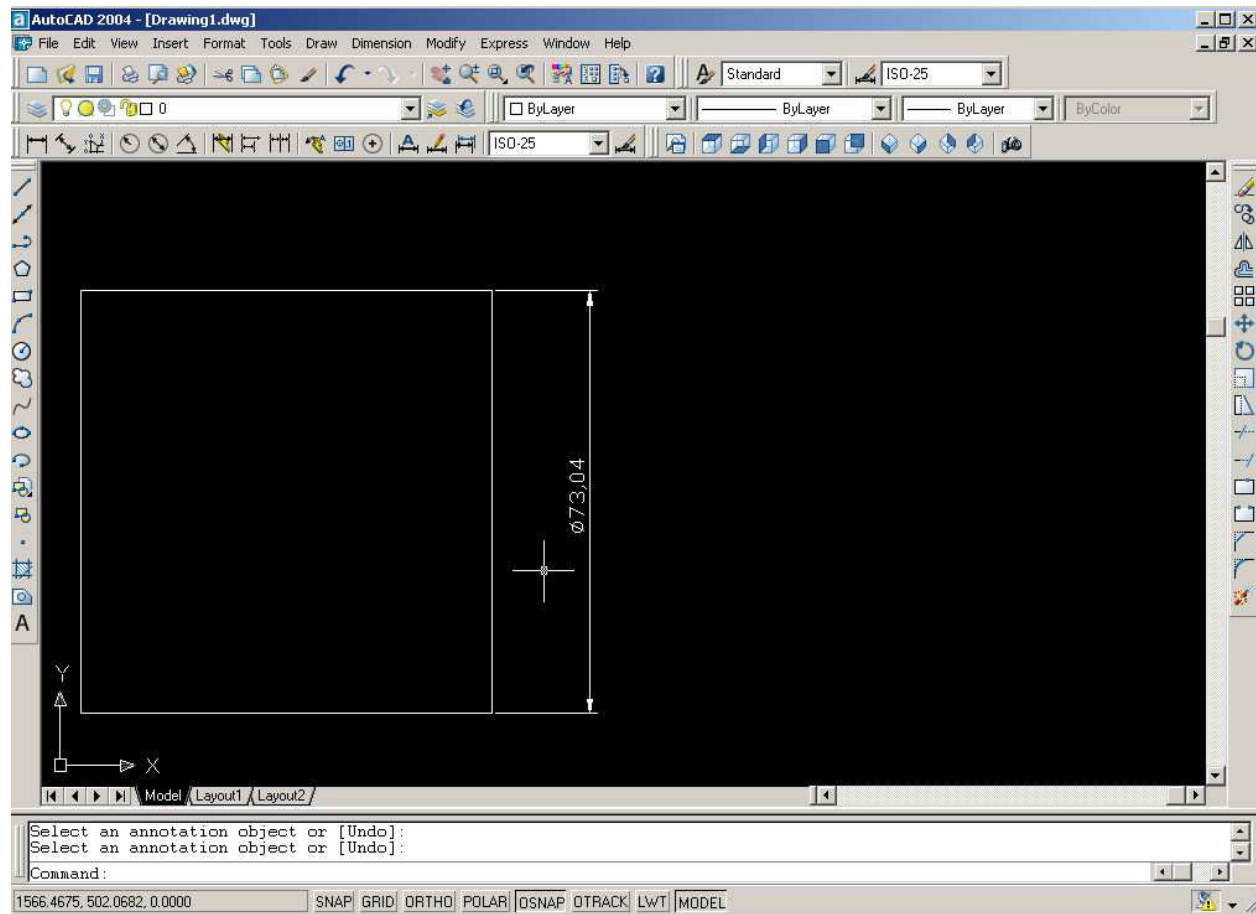 AutoCAD 2004 - [Drawing1.dwg]
File Edit View Insert Format Tools Draw Dimension Modify Express Window Help
Standard ISO-25
0 ByLayer ByLayer ByLayer ByColor
ISO-25
ø73,04
A
Y
X
Model Layout1 Layout2
Select an annotation object or [Undo]:
Select an annotation object or [Undo]:
Command:
1566.4675, 502.0682, 0.0000 SNAP GRID ORTHO POLAR OSNAP OTRACK LWT MODEL